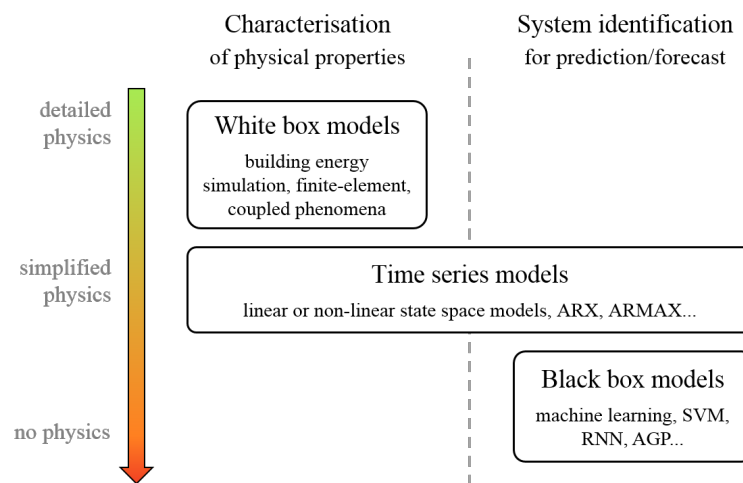 Characterisation
of physical properties
System identification
for prediction/forecast
detailed
physics
White box models
building energy
simulation, finite-element,
coupled phenomena
simplified
physics
Time series models
linear or non-linear state space models, ARX, ARMAX...
Black box models
machine learning, SVM,
RNN, AGP...
no physics